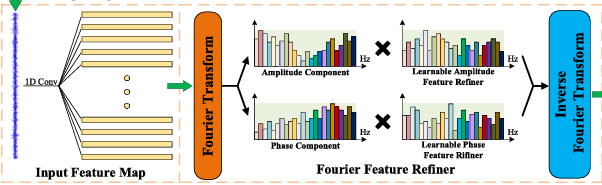 1D Conv
Input Feature Map
Fourier Transform
Hz
Amplitude Component
Hz
Learnable Amplitude
Feature Refiner
Hz
Phase Component
Hz
Learnable Phase
Feature Rifiner
Fourier Feature Refiner
Inverse
Fourier Transform